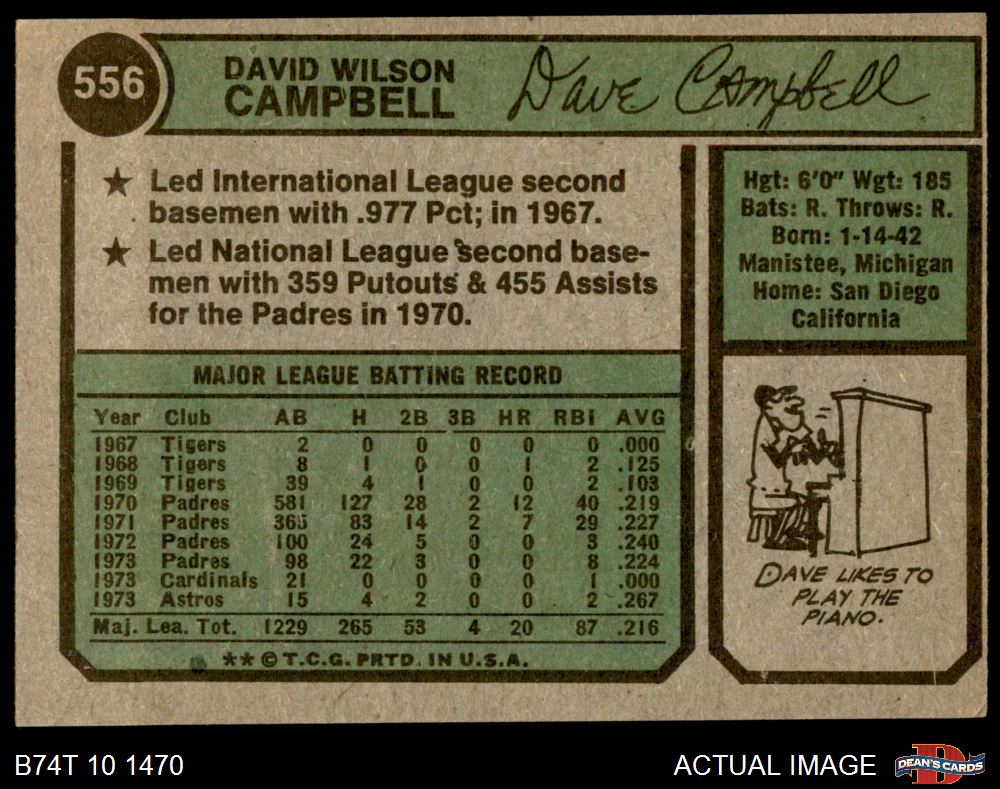 556
DAVID WILSON
CAMPBELL
Dave Campbell
★ Led International League second
basemen with .977 Pct; in 1967.
★ Led National League second base-
men with 359 Putouts & 455 Assists
for the Padres in 1970.
Hgt: 6'0" Wgt: 185
Bats: R. Throws: R.
Born: 1-14-42
Manistee, Michigan
Home: San Diego
California
MAJOR LEAGUE BATTING RECORD
Year Club AB H 2B 3B HR RBI AVG
1967 Tigers 2 0 0 0 0 0 .000
1968 Tigers 8 1 0 0 1 2 .125
1969 Tigers 39 4 1 0 0 2 .103
1970 Padres 581 127 28 2 12 40 .219
1971 Padres 365 83 14 2 7 29 .227
1972 Padres 100 24 5 0 0 3 .240
1973 Padres 98 22 3 0 0 8 .224
1973 Cardinals 21 0 0 0 0 1 .000
1973 Astros 15 4 2 0 0 2 .267
Maj. Lea. Tot. 1229 265 53 4 20 87 .216
** © T.C.G. PRTD. IN U.S.A.
DAVE LIKES TO
PLAY THE
PIANO.
B74T 10 1470
ACTUAL IMAGE
D
DEAN'S CARDS